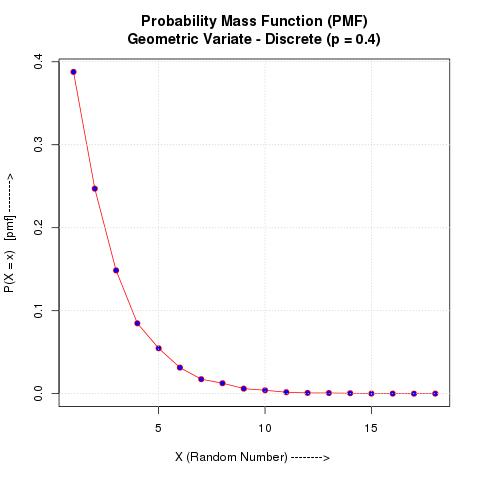 Probability Mass Function (PMF)
Geometric Variate - Discrete (p = 0.4)
P(X = x) [pmf] --------->
0.4
0.3
0.2
0.1
0.0
5
10
15
X (Random Number) -------->